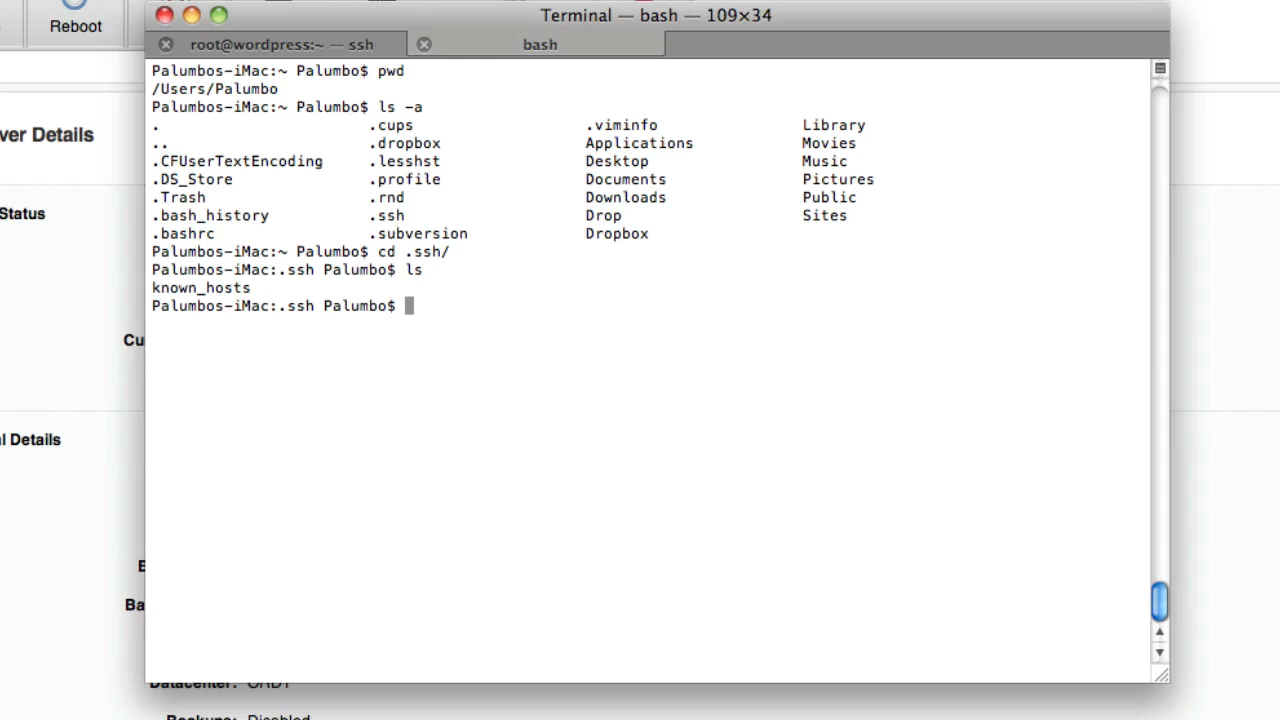 Terminal — bash — 109×34
Reboot
root@wordpress:~ — ssh bash
Palumbos-iMac:~ Palumbo$ pwd
/Users/Palumbo
Palumbos-iMac:~ Palumbo$ ls -a
. .cups .viminfo Library
.. .dropbox Applications Movies
.CFUserTextEncoding .lesshst Desktop Music
.DS_Store .profile Documents Pictures
.Trash .rnd Downloads Public
.bash_history .ssh Drop Sites
.bashrc .subversion Dropbox
Palumbos-iMac:~ Palumbo$ cd .ssh/
Palumbos-iMac:.ssh Palumbo$ ls
known_hosts
Palumbos-iMac:.ssh Palumbo$
ver Details
Status
Cu
l Details
B
Ba
Datacenter: ORD1
Backups: Disabled